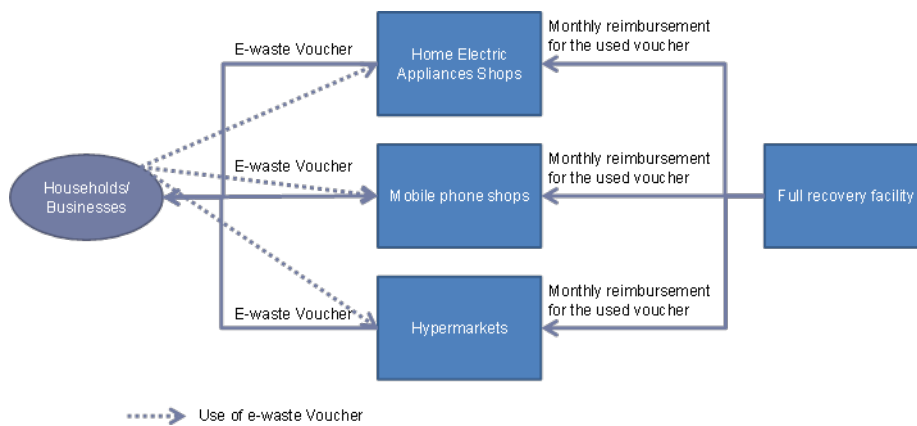 E-waste Voucher
Home Electric
Appliances Shops
Monthly reimbursement
for the used voucher
Households/
Businesses
E-waste Voucher
Mobile phone shops
Monthly reimbursement
for the used voucher
Full recovery facility
E-waste Voucher
Hypermarkets
Monthly reimbursement
for the used voucher
Use of e-waste Voucher